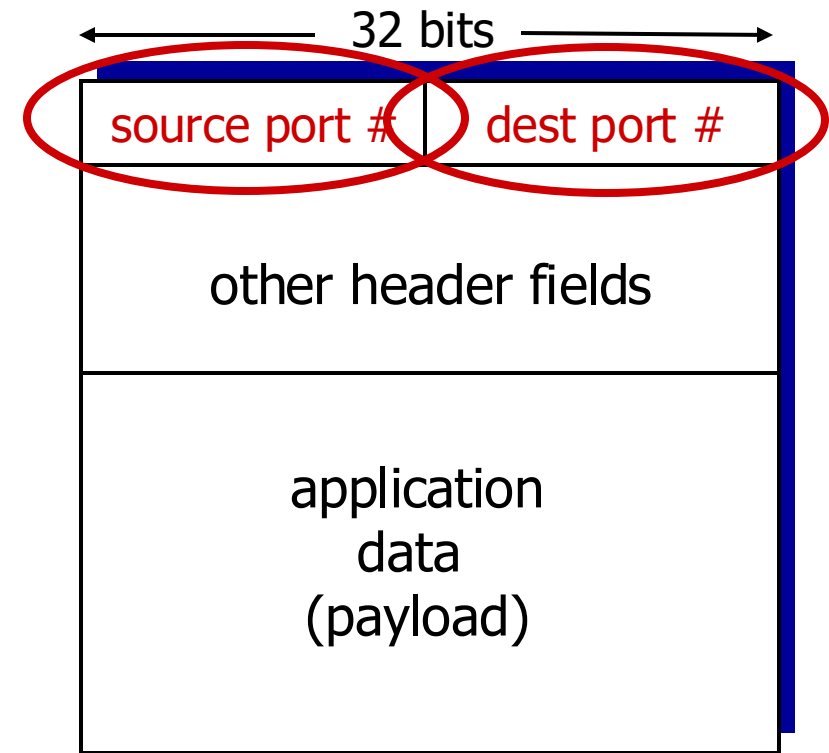 32 bits
source port # dest port #
other header fields
application
data
(payload)